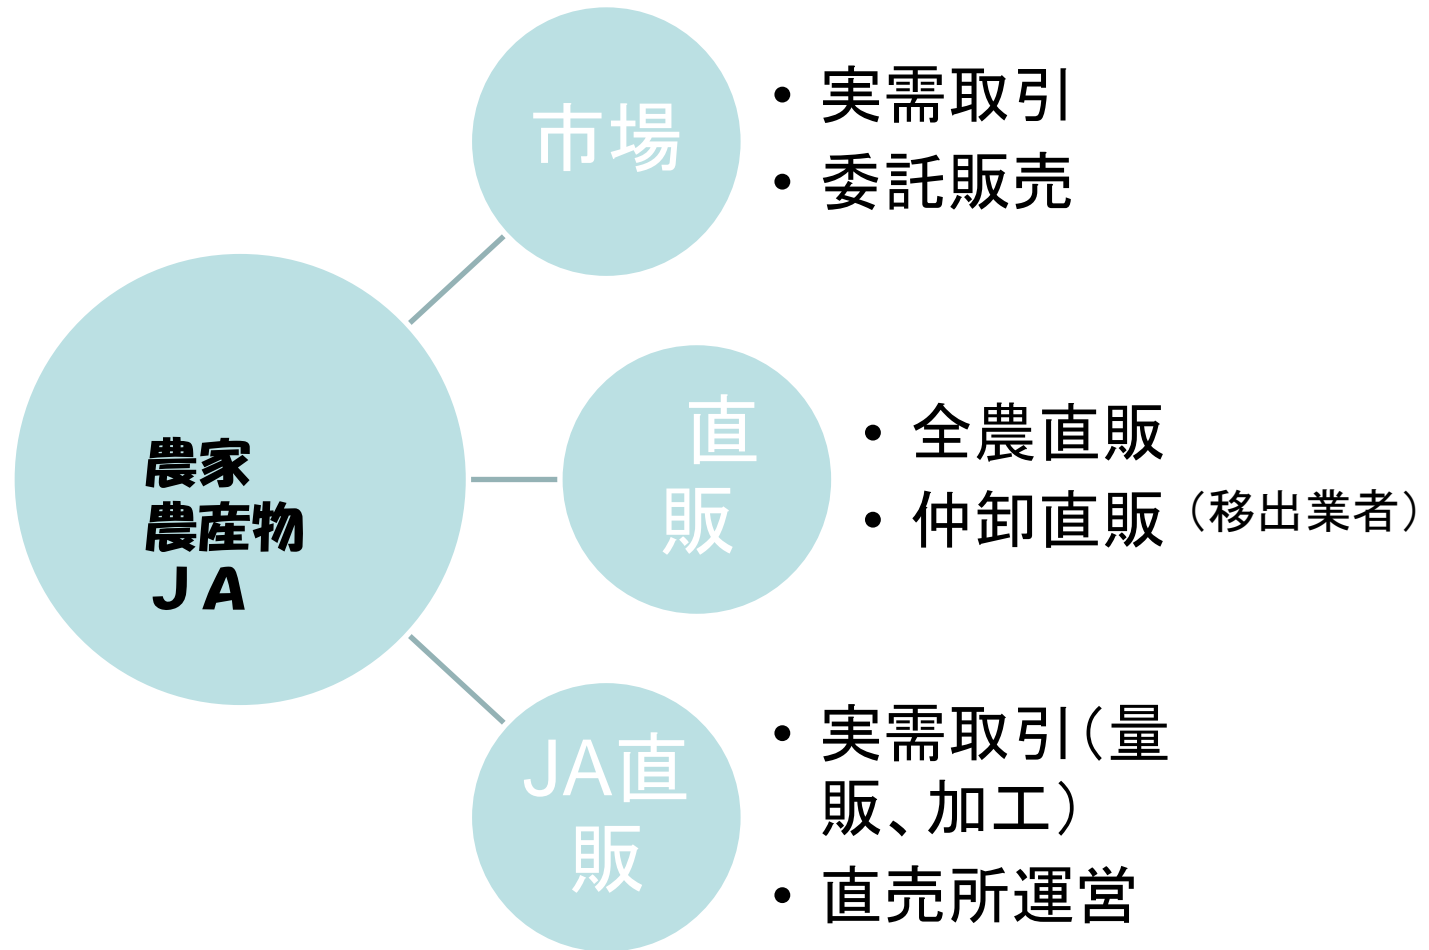 市場
・実需取引
・委託販売
農家
農産物
JA
直
販
・全農直販
・仲卸直販（移出業者）
JA直
販
・実需取引（量
販、加工）
・直売所運営